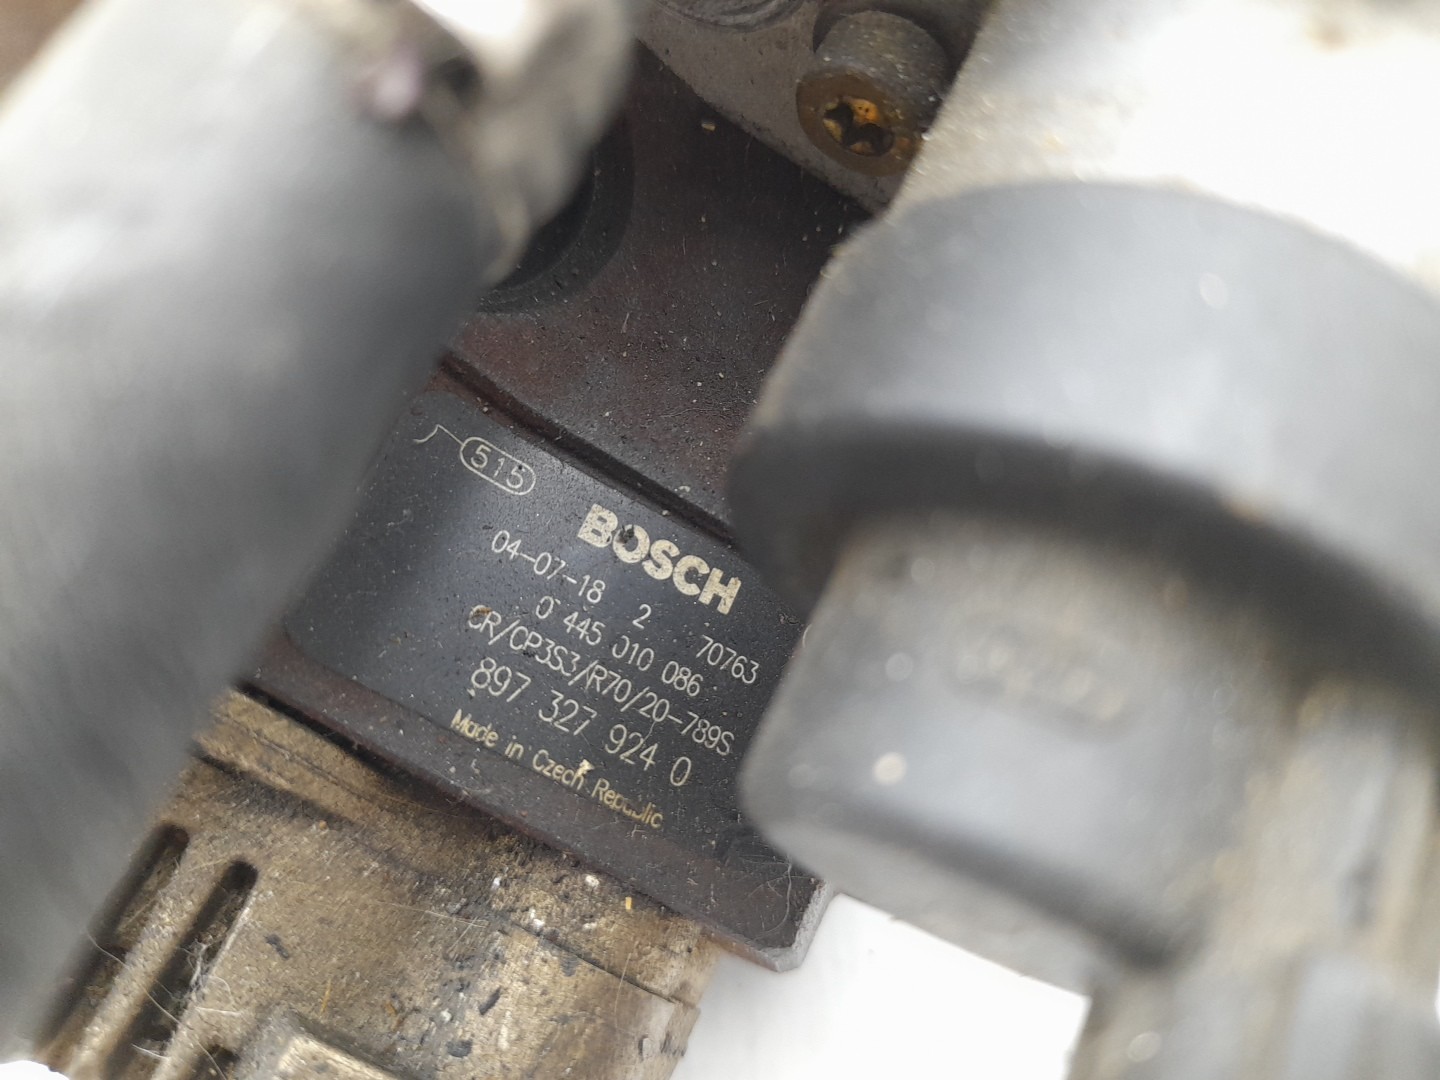 515
BOSCH
04-07-18 2 70763
0 445 010 086
CR/CP3S3/R70/20-789S
897 327 924 0
Made in Czech Republic